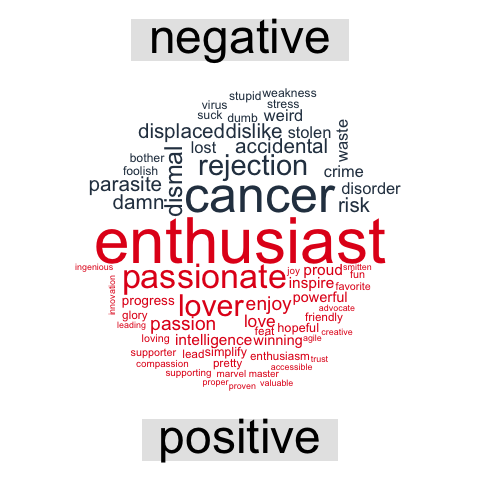 negative
stupid weakness
virus stress
suck dumb weird
displaced dislike stolen waste
lost accidental
bother rejection crime
foolish dismal
parasite cancer disorder
damn risk
enthusiast
ingenious joy proud smitten
passionate inspire fun
innovation favorite
progress lover enjoy powerful
glory advocate
leading passion love friendly
feat hopeful creative
loving intelligence winning agile
supporter lead simplify enthusiasm trust
compassion pretty accessible
supporting marvel master
proper proven valuable
positive